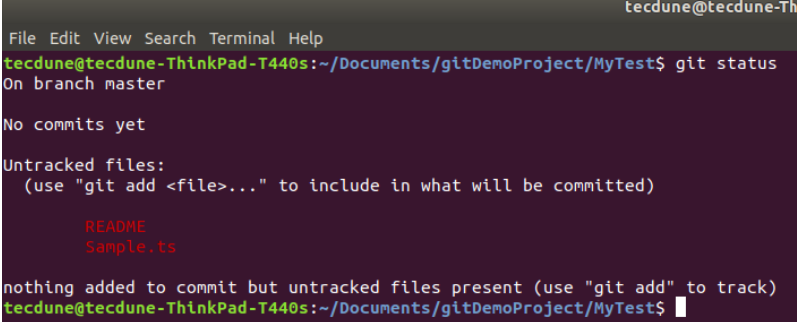 tecdune@tecdune-Th
File Edit View Search Terminal Help
tecdune@tecdune-ThinkPad-T440s:~/Documents/gitDemoProject/MyTest$ git status
On branch master
No commits yet
Untracked files:
(use "git add <file>..." to include in what will be committed)
README
Sample.ts
nothing added to commit but untracked files present (use "git add" to track)
tecdune@tecdune-ThinkPad-T440s:~/Documents/gitDemoProject/MyTest$